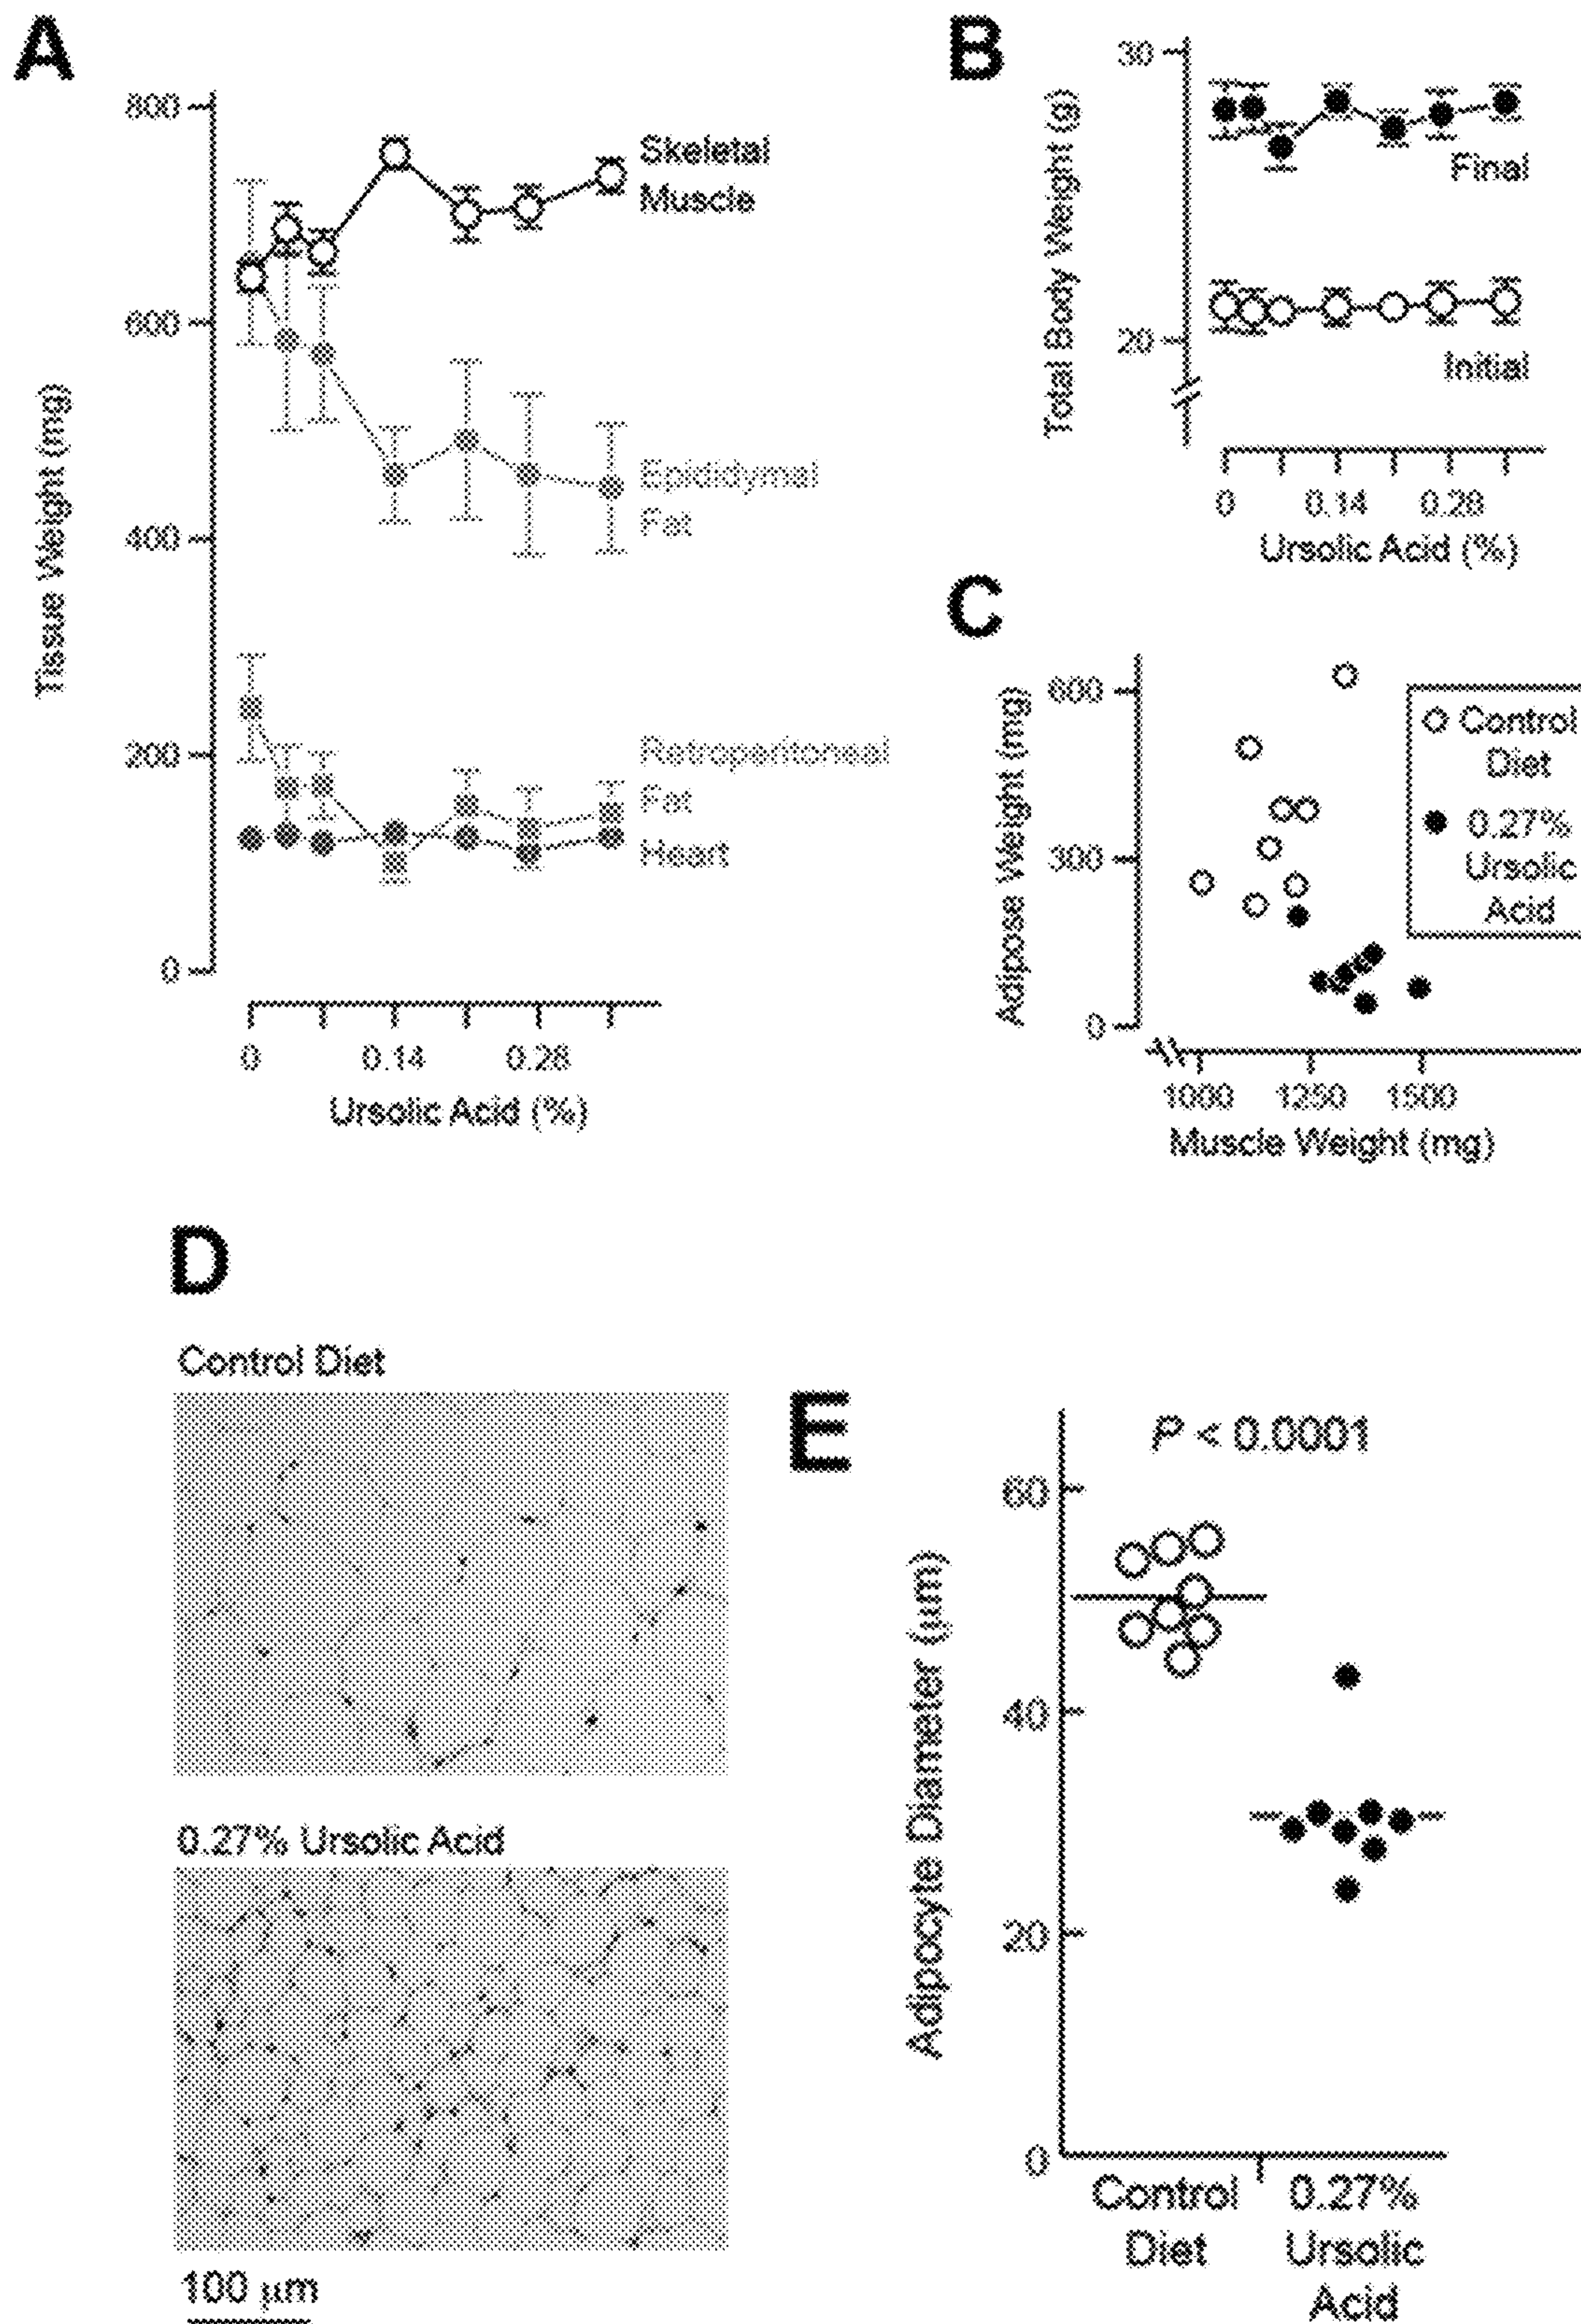 A
800
600
400
200
0
Tissue Weight (mg)
Skeletal
Muscle
Epididymal
Fat
Retroperitoneal
Fat
Heart
0 0.14 0.28
Ursolic Acid (%)
B
30
20
Total Body Weight (g)
Final
Initial
0 0.14 0.28
Ursolic Acid (%)
C
600
300
0
Adipose Weight (mg)
Control
Diet
0.27%
Ursolic
Acid
1000 1250 1500
Muscle Weight (mg)
D
Control Diet
0.27% Ursolic Acid
100 μm
E
P < 0.0001
60
40
20
0
Adipocyte Diameter (μm)
Control
Diet
0.27%
Ursolic
Acid